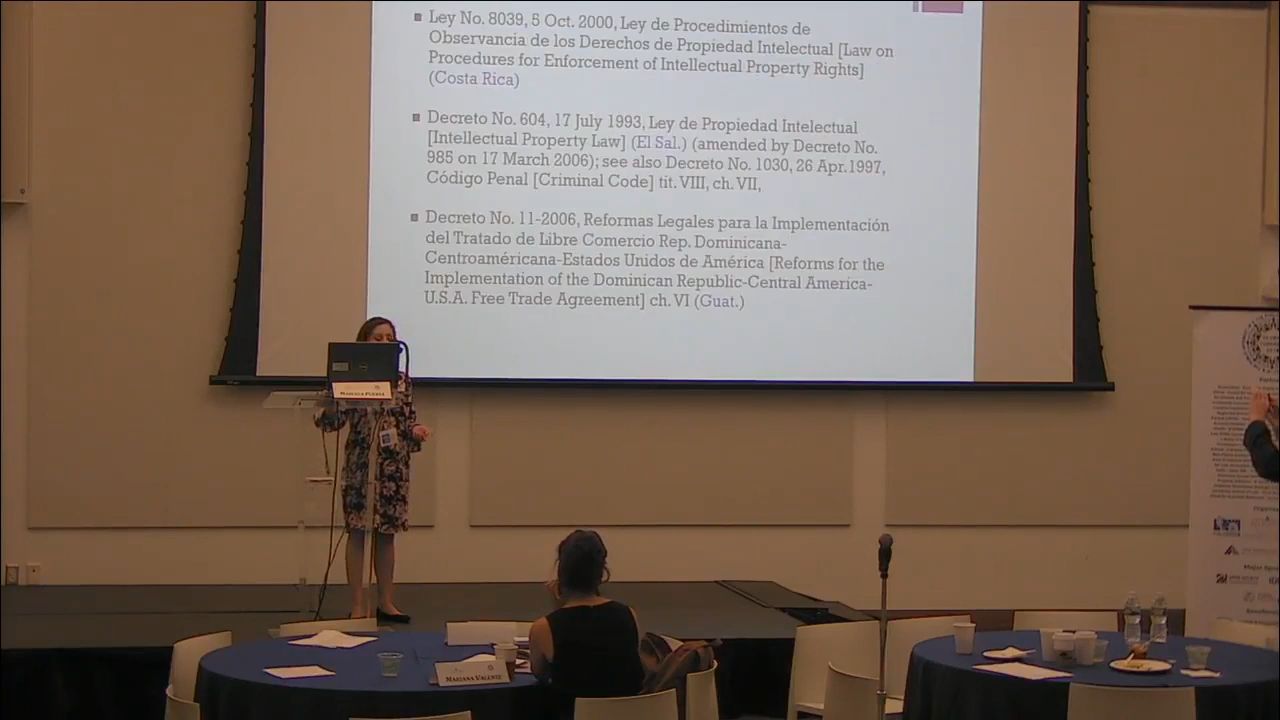 Ley No. 8039, 5 Oct. 2000, Ley de Procedimientos de
Observancia de los Derechos de Propiedad Intelectual [Law on
Procedures for Enforcement of Intellectual Property Rights]
(Costa Rica)
Decreto No. 604, 17 July 1993, Ley de Propiedad Intelectual
[Intellectual Property Law] (El Sal.) (amended by Decreto No.
985 on 17 March 2006); see also Decreto No. 1030, 26 Apr.1997,
Código Penal [Criminal Code] tit. VIII, ch. VII,
Decreto No. 11-2006, Reformas Legales para la Implementación
del Tratado de Libre Comercio Rep. Dominicana-
Centroaméricana-Estados Unidos de América [Reforms for the
Implementation of the Dominican Republic-Central America-
U.S.A. Free Trade Agreement] ch. VI (Guat.)
MARIANA VALENTE